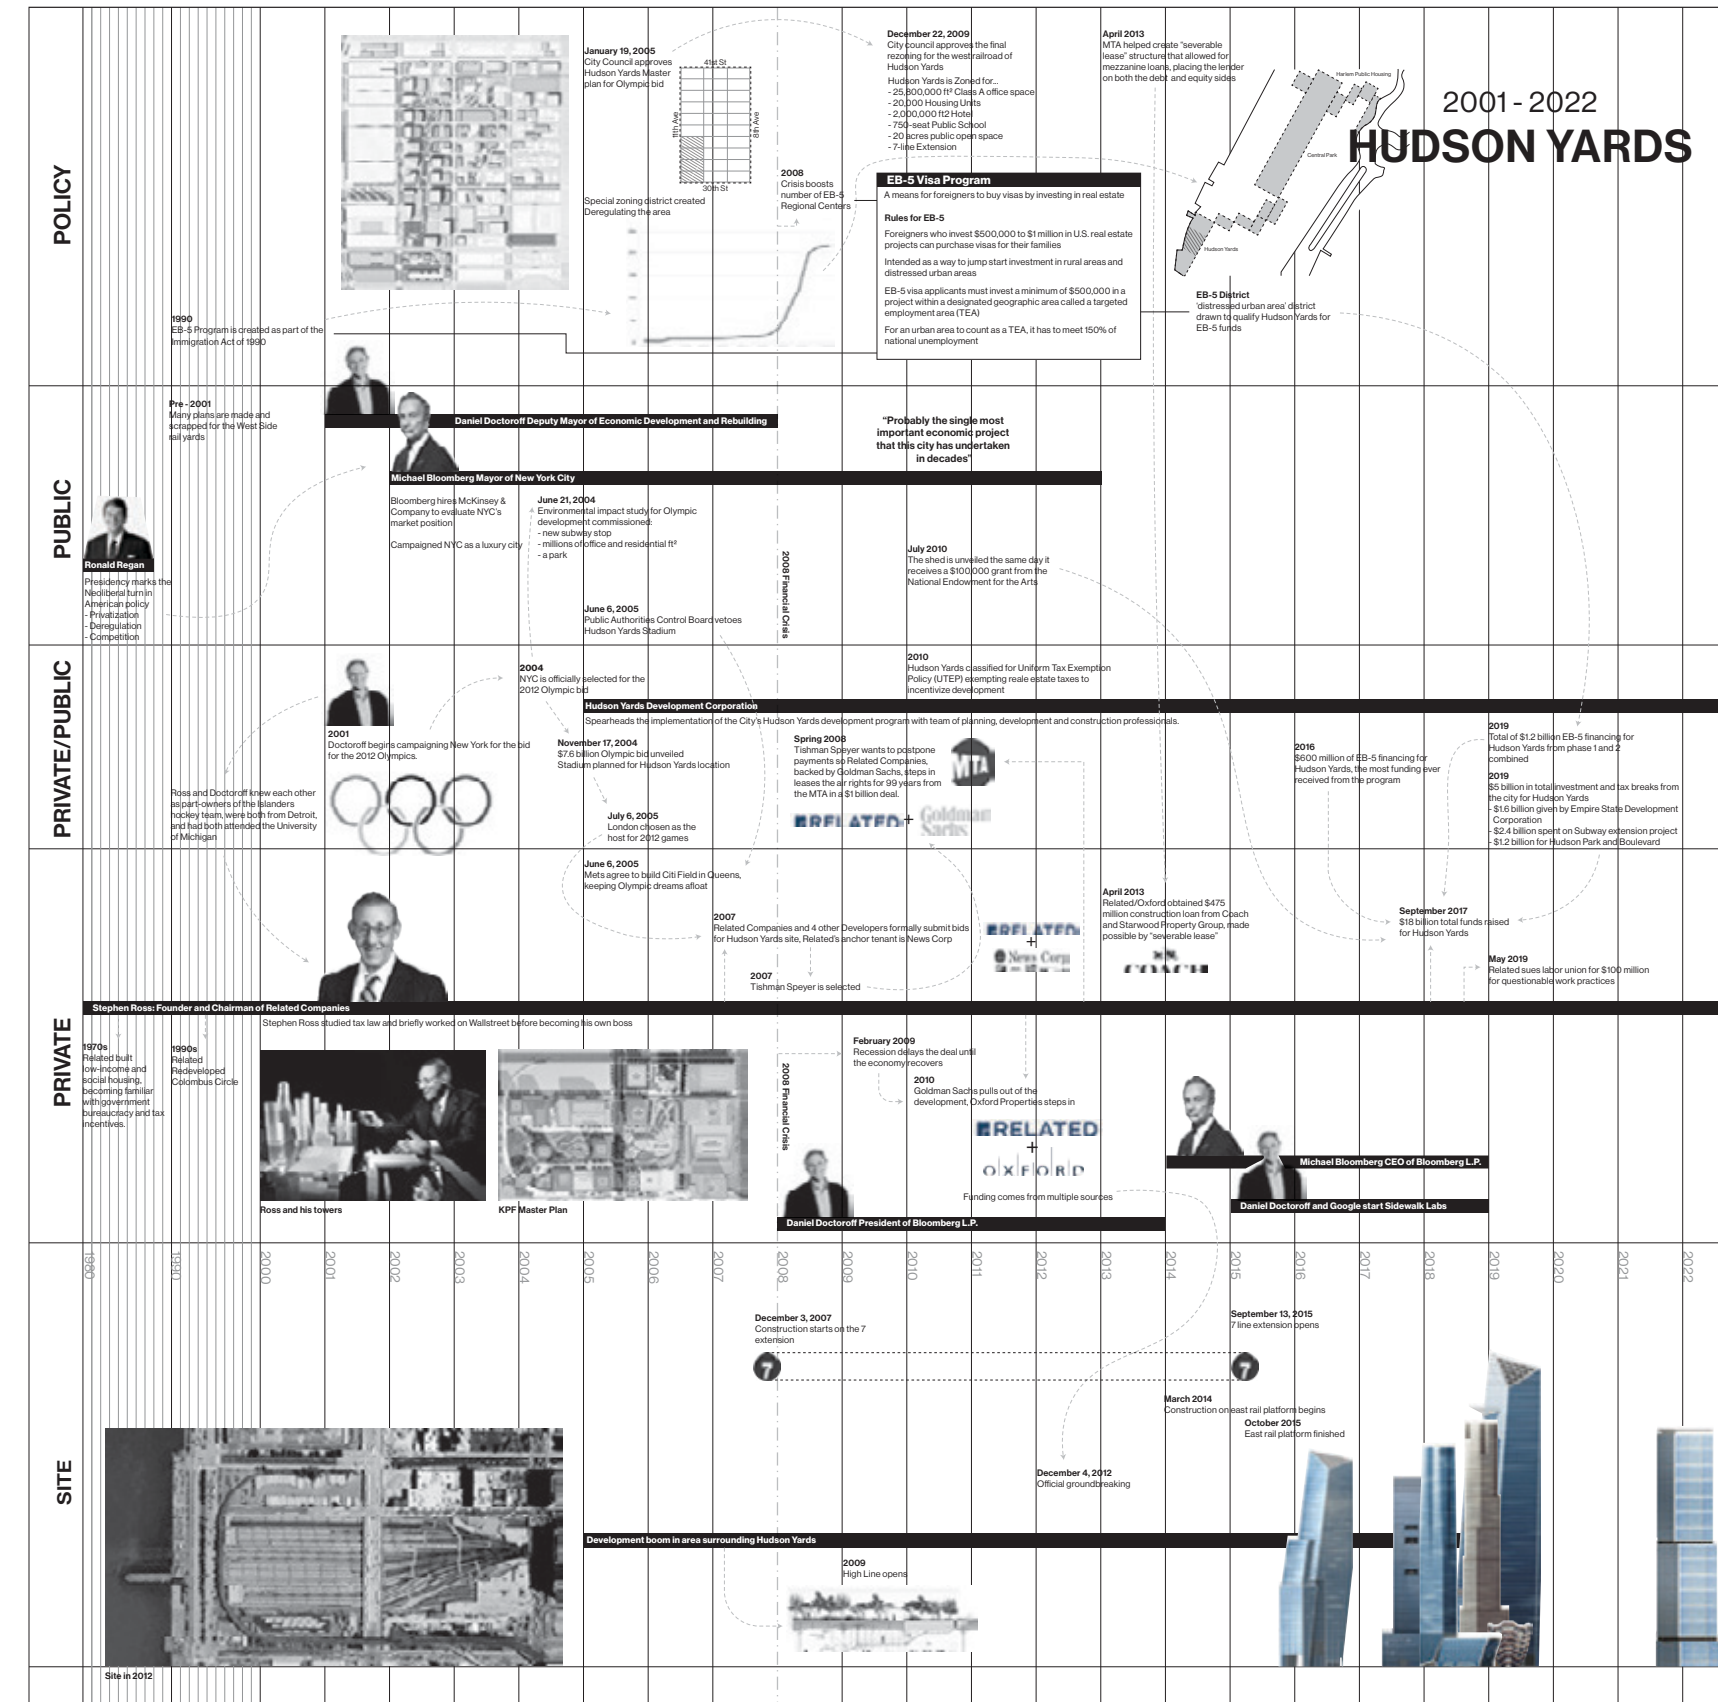 2001 - 2022
HUDSON YARDS
POLICY
January 19, 2005
City Council approves
Hudson Yards Master
plan for Olympic bid
41st St
11th Ave
8th Ave
30th St
Special zoning district created
Deregulating the area
2008
Crisis boosts
number of EB-5
Regional Centers
December 22, 2009
City council approves the final
rezoning for the west railroad of
Hudson Yards
Hudson Yards is Zoned for...
- 25,800,000 ft² Class A office space
- 20,000 Housing Units
- 2,000,000 ft2 Hotel
- 750-seat Public School
- 20 acres public open space
- 7-line Extension
April 2013
MTA helped create "severable
lease" structure that allowed for
mezzanine loans, placing the lender
on both the debt and equity sides
Harlem Public Housing
Central Park
Hudson Yards
EB-5 Visa Program
A means for foreigners to buy visas by investing in real estate
Rules for EB-5
Foreigners who invest $500,000 to $1 million in U.S. real estate
projects can purchase visas for their families
Intended as a way to jump start investment in rural areas and
distressed urban areas
EB-5 visa applicants must invest a minimum of $500,000 in a
project within a designated geographic area called a targeted
employment area (TEA)
For an urban area to count as a TEA, it has to meet 150% of
national unemployment
EB-5 District
'distressed urban area' district
drawn to qualify Hudson Yards for
EB-5 funds
1990
EB-5 Program is created as part of the
Immigration Act of 1990
PUBLIC
Pre - 2001
Many plans are made and
scrapped for the West Side
rail yards
Daniel Doctoroff Deputy Mayor of Economic Development and Rebuilding
"Probably the single most
important economic project
that this city has undertaken
in decades"
Michael Bloomberg Mayor of New York City
Bloomberg hires McKinsey &
Company to evaluate NYC's
market position
Campaigned NYC as a luxury city
June 21, 2004
Environmental impact study for Olympic
development commissioned:
- new subway stop
- millions of office and residential ft²
- a park
Ronald Regan
Presidency marks the
Neoliberal turn in
American policy
- Privatization
- Deregulation
- Competition
2008 Financial Crisis
July 2010
The shed is unveiled the same day it
receives a $100,000 grant from the
National Endowment for the Arts
June 6, 2005
Public Authorities Control Board vetoes
Hudson Yards Stadium
PRIVATE/PUBLIC
2004
NYC is officially selected for the
2012 Olympic bid
2010
Hudson Yards classified for Uniform Tax Exemption
Policy (UTEP) exempting reale estate taxes to
incentivize development
Hudson Yards Development Corporation
Spearheads the implementation of the City's Hudson Yards development program with team of planning, development and construction professionals.
2001
Doctoroff begins campaigning New York for the bid
for the 2012 Olympics.
November 17, 2004
$7.6 billion Olympic bid unveiled
Stadium planned for Hudson Yards location
Spring 2008
Tishman Speyer wants to postpone
payments so Related Companies,
backed by Goldman Sachs, steps in
leases the air rights for 99 years from
the MTA in a $1 billion deal.
MTA
RELATED + Goldman
Sachs
2016
$600 million of EB-5 financing for
Hudson Yards, the most funding ever
received from the program
2019
Total of $1.2 billion EB-5 financing for
Hudson Yards from phase 1 and 2
combined
2019
$5 billion in total investment and tax breaks from
the city for Hudson Yards
- $1.6 billion given by Empire State Development
Corporation
- $2.4 billion spent on Subway extension project
- $1.2 billion for Hudson Park and Boulevard
Ross and Doctoroff knew each other
as part-owners of the Islanders
hockey team, were both from Detroit,
and had both attended the University
of Michigan
July 6, 2005
London chosen as the
host for 2012 games
PRIVATE
June 6, 2005
Mets agree to build Citi Field in Queens,
keeping Olympic dreams afloat
2007
Related Companies and 4 other Developers formally submit bids
for Hudson Yards site, Related's anchor tenant is News Corp
2007
Tishman Speyer is selected
RELATED
+
News Corp
April 2013
Related/Oxford obtained $475
million construction loan from Coach
and Starwood Property Group, made
possible by "severable lease"
COACH
September 2017
$18 billion total funds raised
for Hudson Yards
May 2019
Related sues labor union for $100 million
for questionable work practices
Stephen Ross: Founder and Chairman of Related Companies
Stephen Ross studied tax law and briefly worked on Wallstreet before becoming his own boss
1970s
Related built
low-income and
social housing,
becoming familiar
with government
bureaucracy and tax
incentives.
1990s
Related
Redeveloped
Colombus Circle
Ross and his towers
KPF Master Plan
2008 Financial Crisis
February 2009
Recession delays the deal until
the economy recovers
2010
Goldman Sachs pulls out of the
development, Oxford Properties steps in
RELATED
+
OXFORD
Funding comes from multiple sources
Michael Bloomberg CEO of Bloomberg L.P.
Daniel Doctoroff and Google start Sidewalk Labs
Daniel Doctoroff President of Bloomberg L.P.
1980
1990
2000
2001
2002
2003
2004
2005
2006
2007
2008
2009
2010
2011
2012
2013
2014
2015
2016
2017
2018
2019
2020
2021
2022
SITE
December 3, 2007
Construction starts on the 7
extension
7
September 13, 2015
7 line extension opens
7
March 2014
Construction on east rail platform begins
October 2015
East rail platform finished
December 4, 2012
Official groundbreaking
Development boom in area surrounding Hudson Yards
2009
High Line opens
Site in 2012